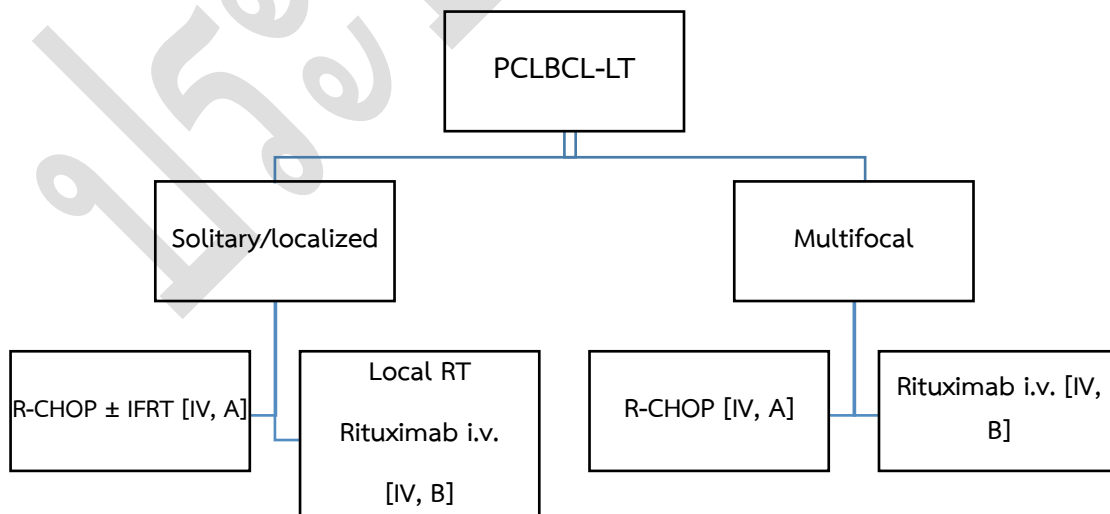 PCLBCL-LT
Solitary/localized
Multifocal
R-CHOP ± IFRT [IV, A]
Local RT
Rituximab i.v.
[IV, B]
R-CHOP [IV, A]
Rituximab i.v. [IV,
B]